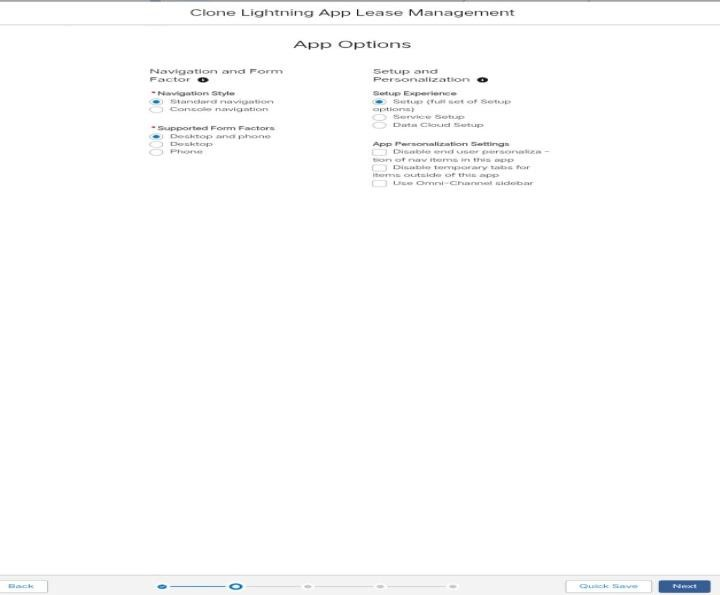 Clone Lightning App Lease Management
App Options
Navigation and Form
Factor
* Navigation Style
Standard navigation
Console navigation
* Supported Form Factors
Desktop and phone
Desktop
Phone
Setup and
Personalization
Setup Experience
Setup (full set of Setup
options)
Service Setup
Data Cloud Setup
App Personalization Settings
Disable end user personaliza -
tion of nav items in this app
Disable temporary tabs for
items outside of this app
Use Omni-Channel sidebar
Back
Quick Save
Next